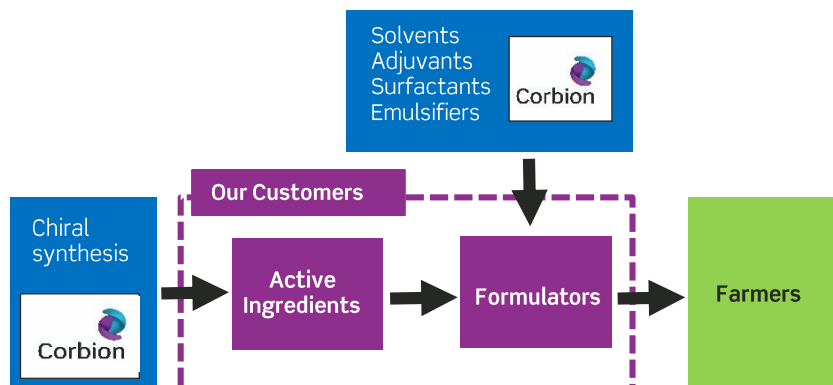 Solvents
Adjuvants
Surfactants
Emulsifiers
Corbion
Our Customers
Chiral
synthesis
Corbion
Active
Ingredients
Formulators
Farmers